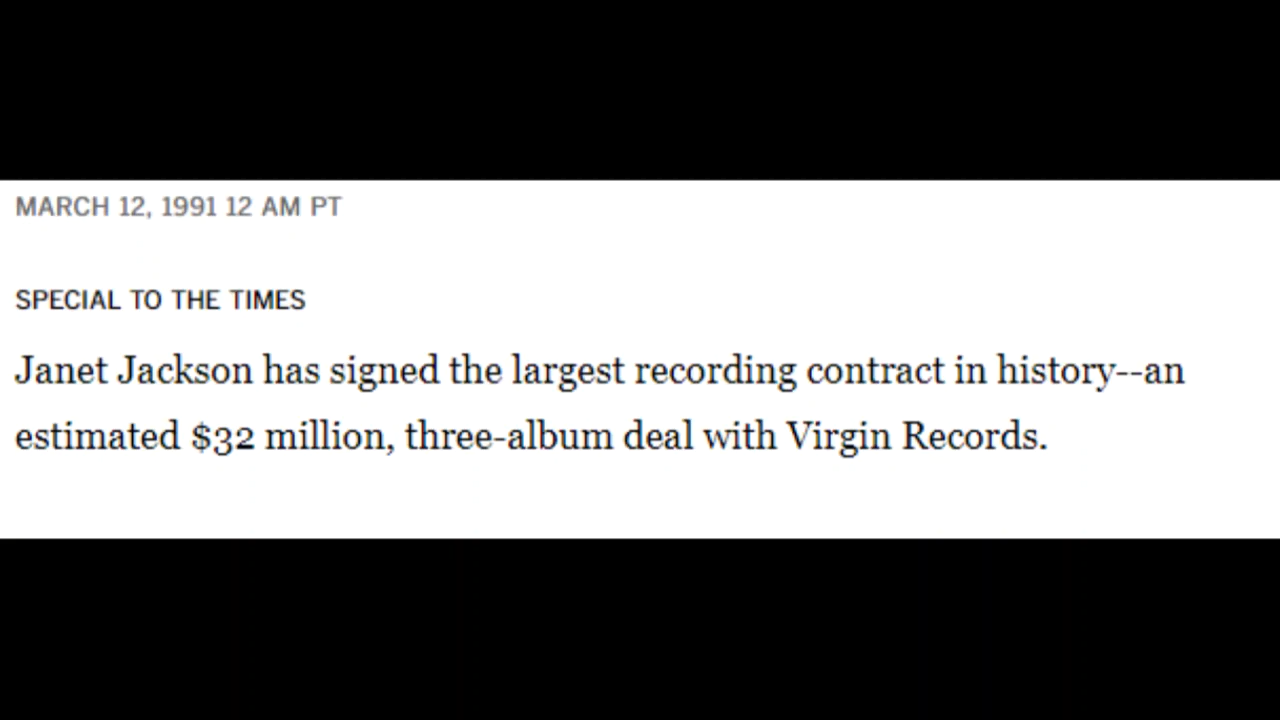 MARCH 12, 1991 12 AM PT
SPECIAL TO THE TIMES
Janet Jackson has signed the largest recording contract in history--an
estimated $32 million, three-album deal with Virgin Records.